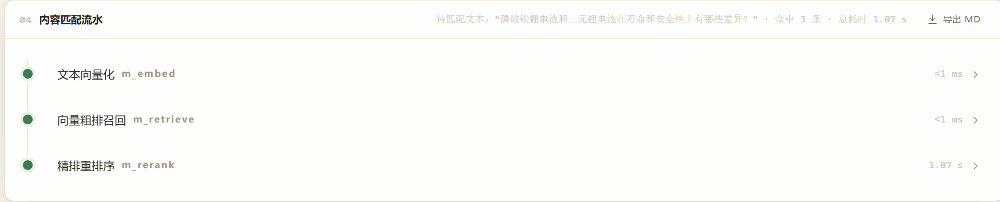 04 内容匹配流水 待匹配文本："磷酸铁锂电池和三元锂电池在寿命和安全性上有哪些差异？" · 命中 3 条 · 总耗时 1.07 s 导出 MD
文本向量化 m_embed <1 ms
向量粗排召回 m_retrieve <1 ms
精排重排序 m_rerank 1.07 s